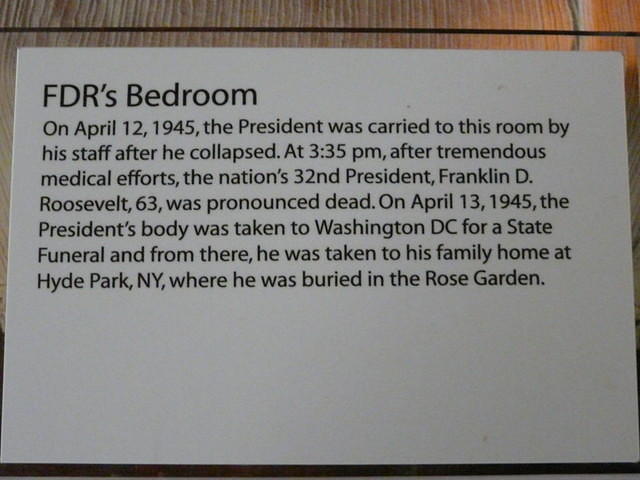 FDR's Bedroom
On April 12, 1945, the President was carried to this room by
his staff after he collapsed. At 3:35 pm, after tremendous
medical efforts, the nation's 32nd President, Franklin D.
Roosevelt, 63, was pronounced dead. On April 13, 1945, the
President's body was taken to Washington DC for a State
Funeral and from there, he was taken to his family home at
Hyde Park, NY, where he was buried in the Rose Garden.